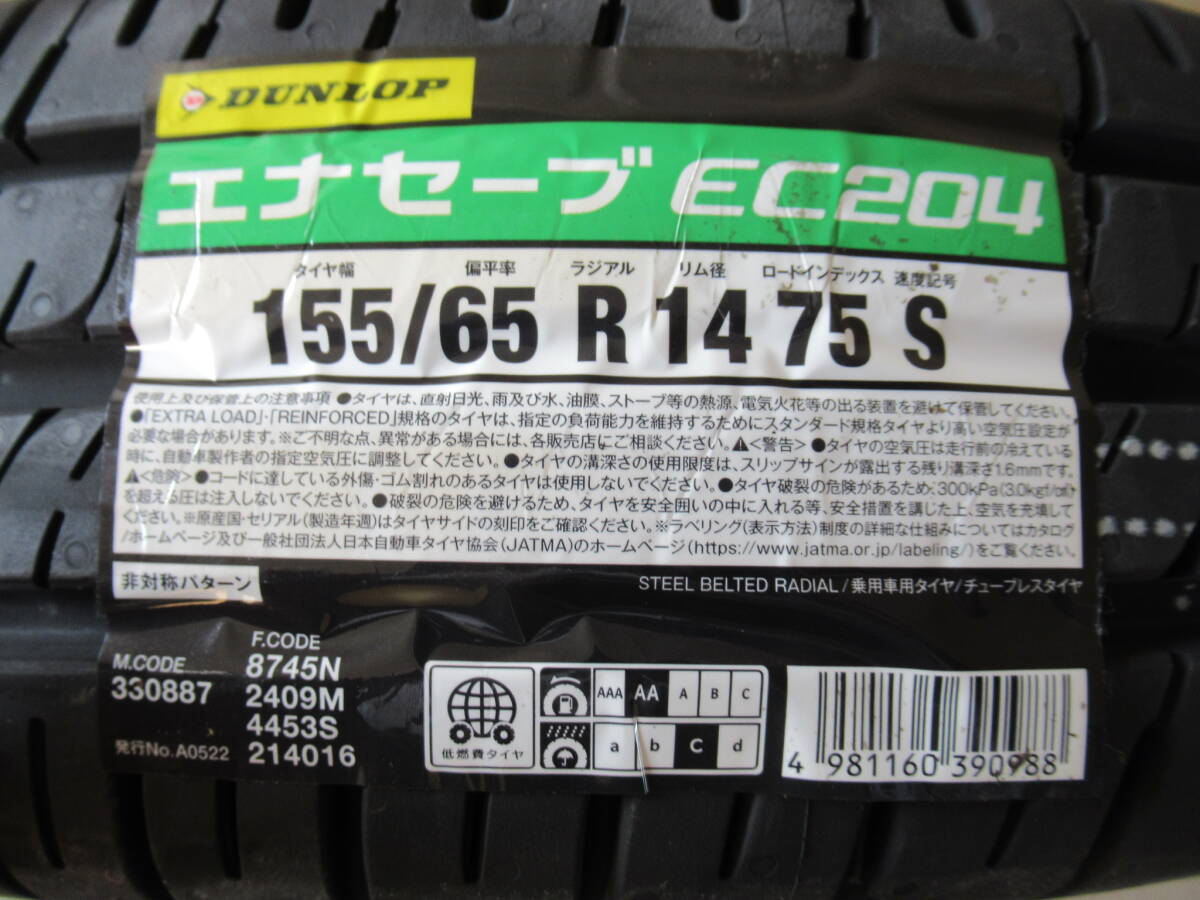 DUNLOP
エナセーブ EC204
タイヤ幅 偏平率 ラジアル リム径 ロードインデックス 速度記号
155/65 R 14 75 S
使用上及び保管上の注意事項 ●タイヤは、直射日光、雨及び水、油膜、ストーブ等の熱源、電気火花等の出る装置を避けて保管してください。
●「EXTRA LOAD」・「REINFORCED」規格のタイヤは、指定の負荷能力を維持するためにスタンダード規格タイヤより高い空気圧設定が
必要な場合があります。※ご不明な点、異常がある場合には、各販売店にご相談ください。⚠<警告>●タイヤの空気圧は走行前の冷えている
時に、自動車製作者の指定空気圧に調整してください。●タイヤの溝深さの使用限度は、スリップサインが露出する残り溝深さ1.6mmです。
⚠<危険>●コードに達している外傷・ゴム割れのあるタイヤは使用しないでください。●タイヤ破裂の危険があるため、300kPa(3.0kgf/c㎡)
を超える圧は注入しないでください。●破裂の危険を避けるため、タイヤを安全囲いの中に入れる等、安全措置を講じた上、空気を充填して
ください。※原産国・セリアル(製造年週)はタイヤサイドの刻印をご確認ください。※ラベリング(表示方法)制度の詳細な仕組みについてはカタログ
/ホームページ及び一般社団法人日本自動車タイヤ協会(JATMA)のホームページ(https://www.jatma.or.jp/labeling/)をご覧ください。
非対称パターン
STEEL BELTED RADIAL/乗用車用タイヤ/チューブレスタイヤ
F.CODE
M.CODE 8745N
330887 2409M
4453S
発行No.A0522 214016
低燃費タイヤ
AAA AA A B C
a b C d
4 981160 390988